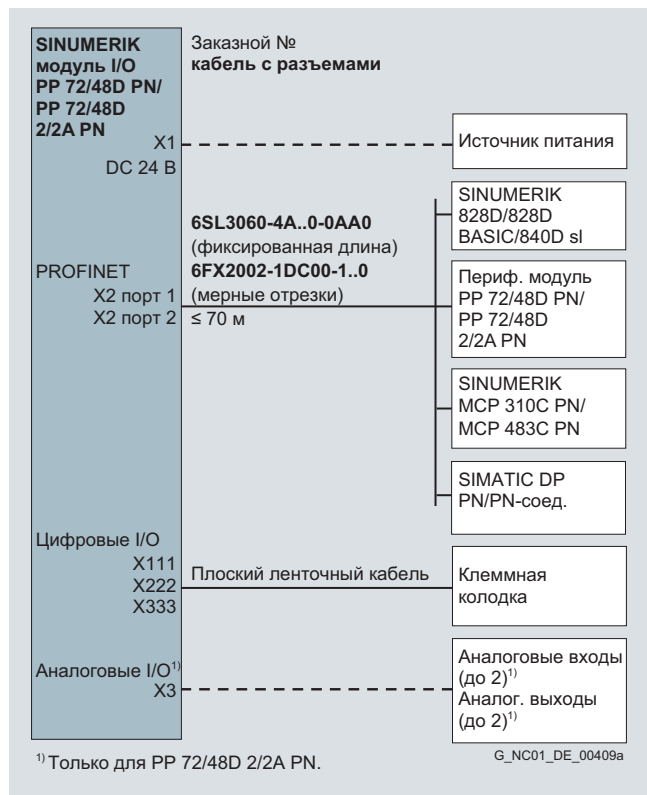 SINUMERIK
модуль I/O
PP 72/48D PN/
PP 72/48D
2/2A PN
X1
DC 24 В
Заказной №
кабель с разъемами
Источник питания
PROFINET
X2 порт 1
X2 порт 2
6SL3060-4A..0-0AA0
(фиксированная длина)
6FX2002-1DC00-1..0
(мерные отрезки)
≤ 70 м
SINUMERIK
828D/828D
BASIC/840D sl
Периф. модуль
PP 72/48D PN/
PP 72/48D
2/2A PN
SINUMERIK
MCP 310C PN/
MCP 483C PN
SIMATIC DP
PN/PN-соед.
Цифровые I/O
X111
X222
X333
Плоский ленточный кабель
Клеммная
колодка
Аналоговые I/O¹⁾
X3
Аналоговые входы
(до 2)¹⁾
Аналог. выходы
(до 2)¹⁾
¹⁾ Только для PP 72/48D 2/2A PN.
G_NC01_DE_00409a